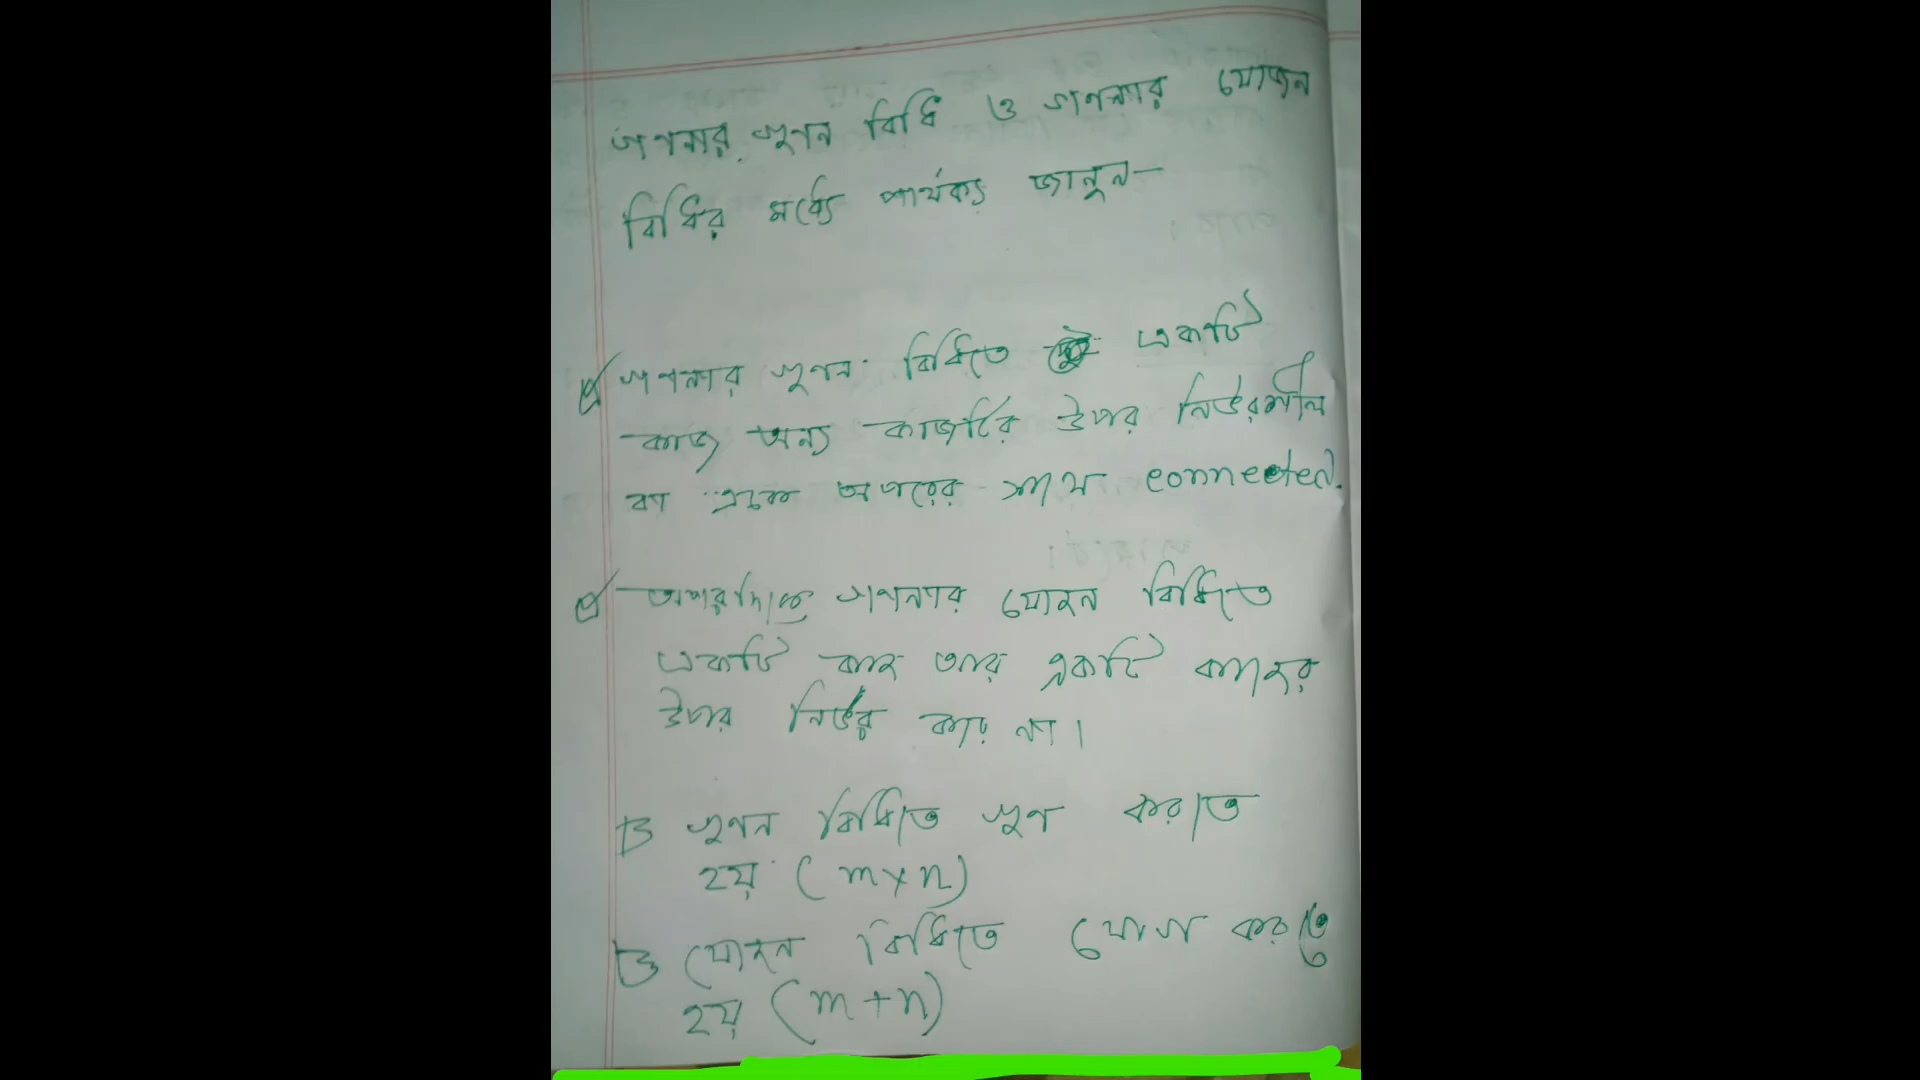 গণনার গুণন বিধি ও গণনার যোজন
বিধির মধ্যে পার্থক্য জানুন-
গণনার গুণন বিধিতে একটি
কাজ অন্য কাজটির উপর নির্ভরশীল
বা একে অপরের সাথে connected.
অপরদিকে গণনার যোজন বিধিতে
একটি কাজ আর একটি কাজের
উপর নির্ভর করে না।
গুণন বিধিতে গুণ করতে
হয় (m×n)
যোজন বিধিতে যোগ করতে
হয় (m+n)